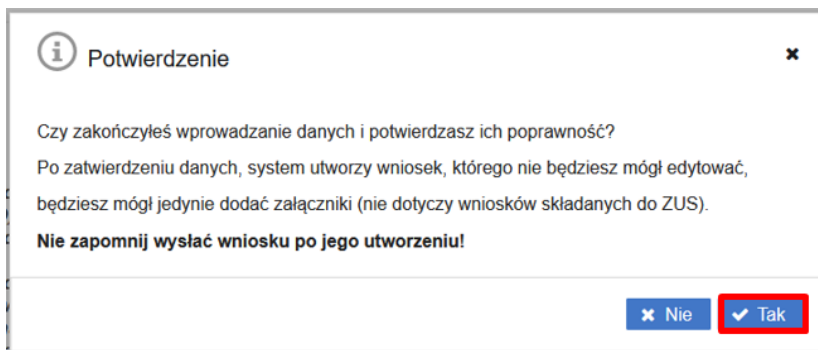 Potwierdzenie
Czy zakończyłeś wprowadzanie danych i potwierdzasz ich poprawność?
Po zatwierdzeniu danych, system utworzy wniosek, którego nie będziesz mógł edytować,
będziesz mógł jedynie dodać załączniki (nie dotyczy wniosków składanych do ZUS).
Nie zapomnij wysłać wniosku po jego utworzeniu!
Nie Tak